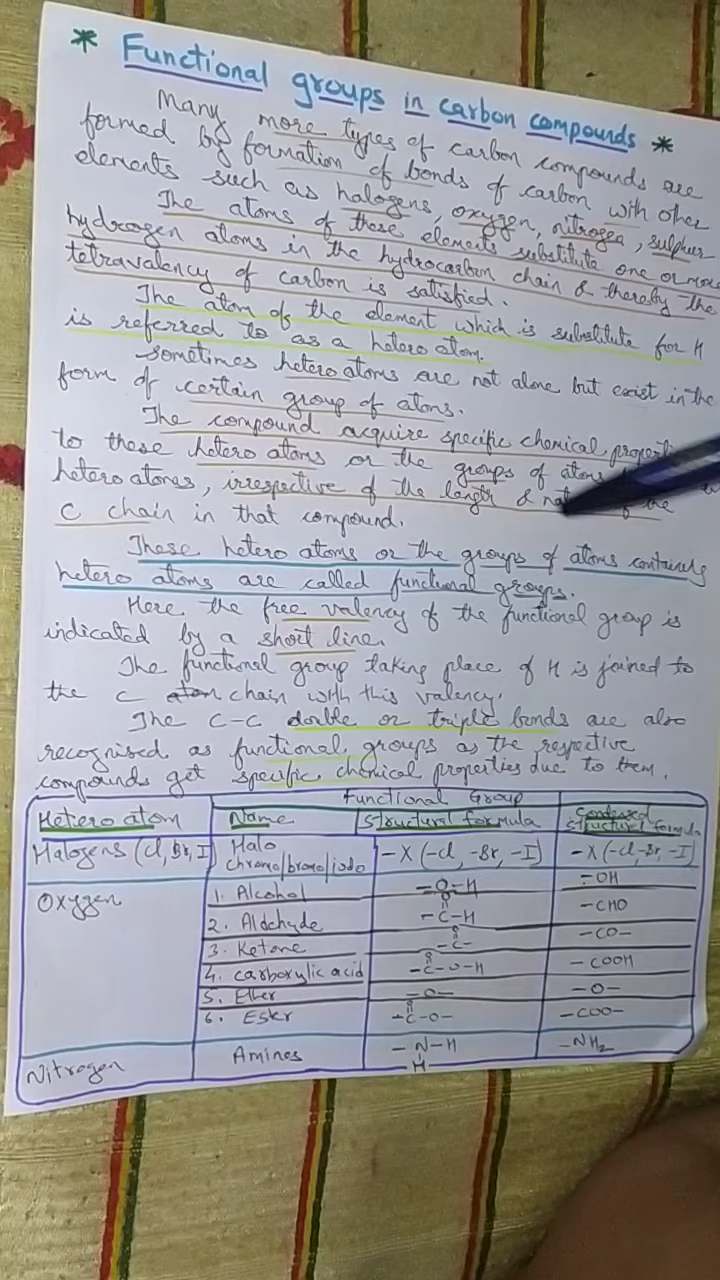 * Functional groups in carbon compounds *
Many more types of carbon compounds are
formed by formation of bonds of carbon with other
elements such as halogens, oxygen, nitrogen, sulphur
The atoms of these elements substitute one or more
hydrogen atoms in the hydrocarbon chain & thereby the
tetravalency of carbon is satisfied.
The atom of the element which is substitute for H
is referred to as a hetero atom.
Sometimes hetero atoms are not alone but exist in the
form of certain group of atoms.
The compound acquire specific chemical
to these hetero atoms or the groups of atoms
hetero atoms, irrespective of the length & the
C chain in that compound.
These hetero atoms or the groups of atoms containing
hetero atoms are called functional groups.
Here the free valency of the functional group is
indicated by a short line.
The functional group taking place of H is joined to
the C chain with this valency.
The C-C double or triple bonds are also
recognised as functional groups as the respective
compounds get specific chemical properties due to them.
Functional Group
Hetero atom Name Structural formula Condensed structural formula
Halogens (Cl, Br, I) Halo -X (-Cl, -Br, -I) -X (-Cl-Br, -I)
chromo/bromo/iodo
Oxygen 1. Alcohol -O-H -OH
2. Aldehyde O
-C-H -CHO
3. Ketone O
-C- -CO-
4. Carboxylic acid O
-C-O-H -COOH
5. Ether -O- -O-
6. Ester O
-C-O- -COO-
Nitrogen Amines -N-H -NH₂
H